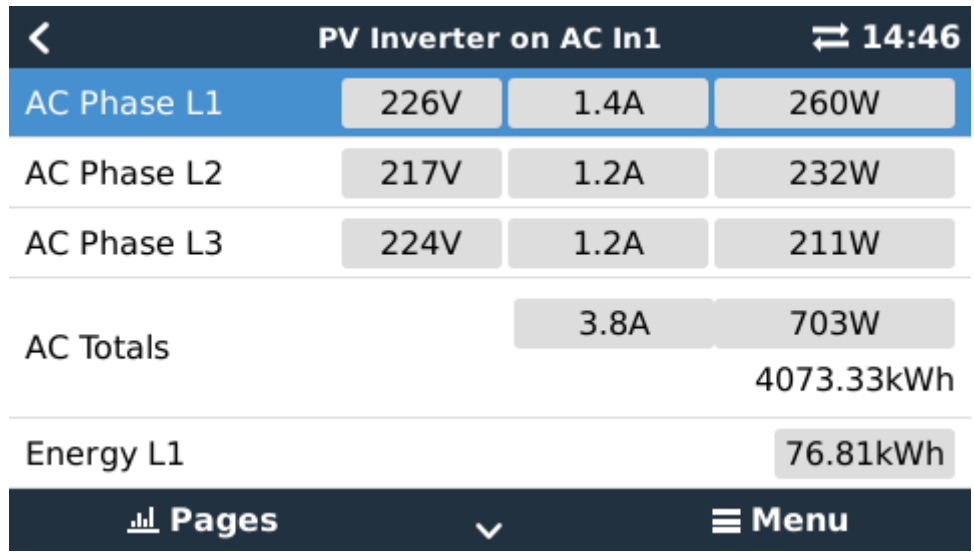 PV Inverter on AC In1 14:46
AC Phase L1 226V 1.4A 260W
AC Phase L2 217V 1.2A 232W
AC Phase L3 224V 1.2A 211W
AC Totals 3.8A 703W
4073.33kWh
Energy L1 76.81kWh
Pages Menu